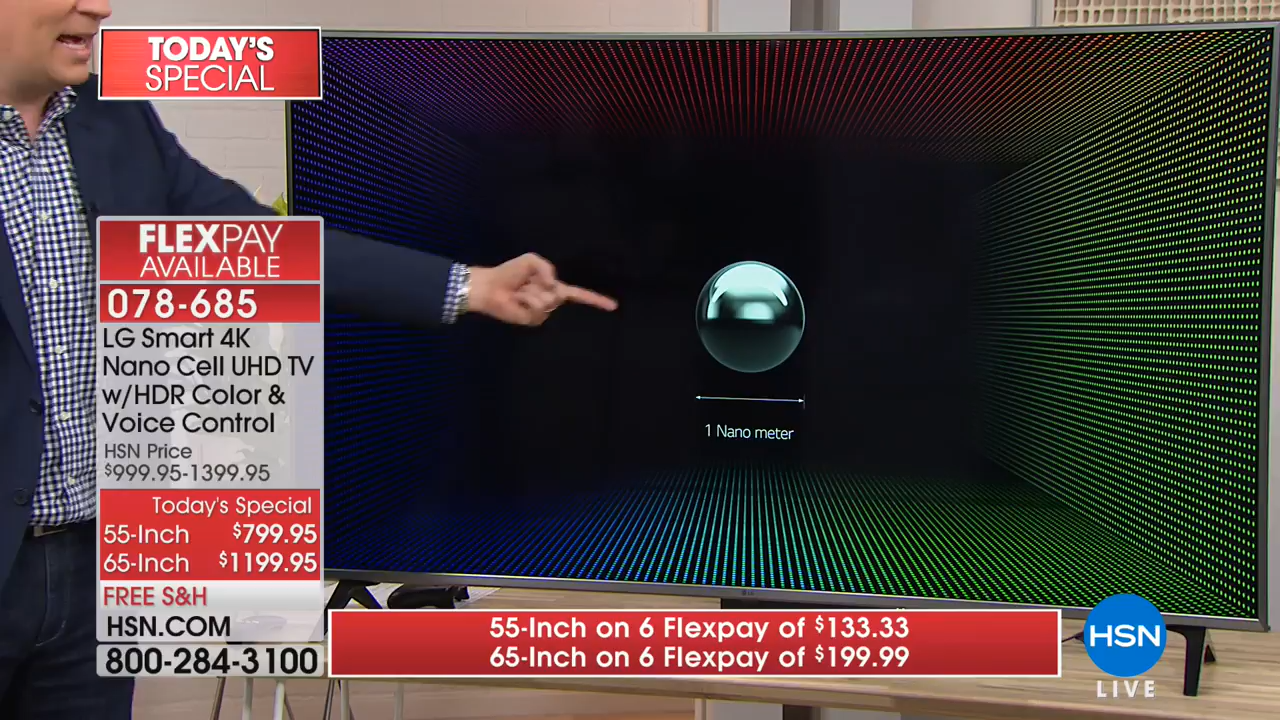 TODAY'S
SPECIAL
FLEXPAY
AVAILABLE
078-685
LG Smart 4K
Nano Cell UHD TV
w/HDR Color &
Voice Control
HSN Price
$999.95-1399.95
Today's Special
55-Inch $799.95
65-Inch $1199.95
FREE S&H
HSN.COM
800-284-3100
1 Nano meter
LG
55-Inch on 6 Flexpay of $133.33
65-Inch on 6 Flexpay of $199.99
HSN
LIVE